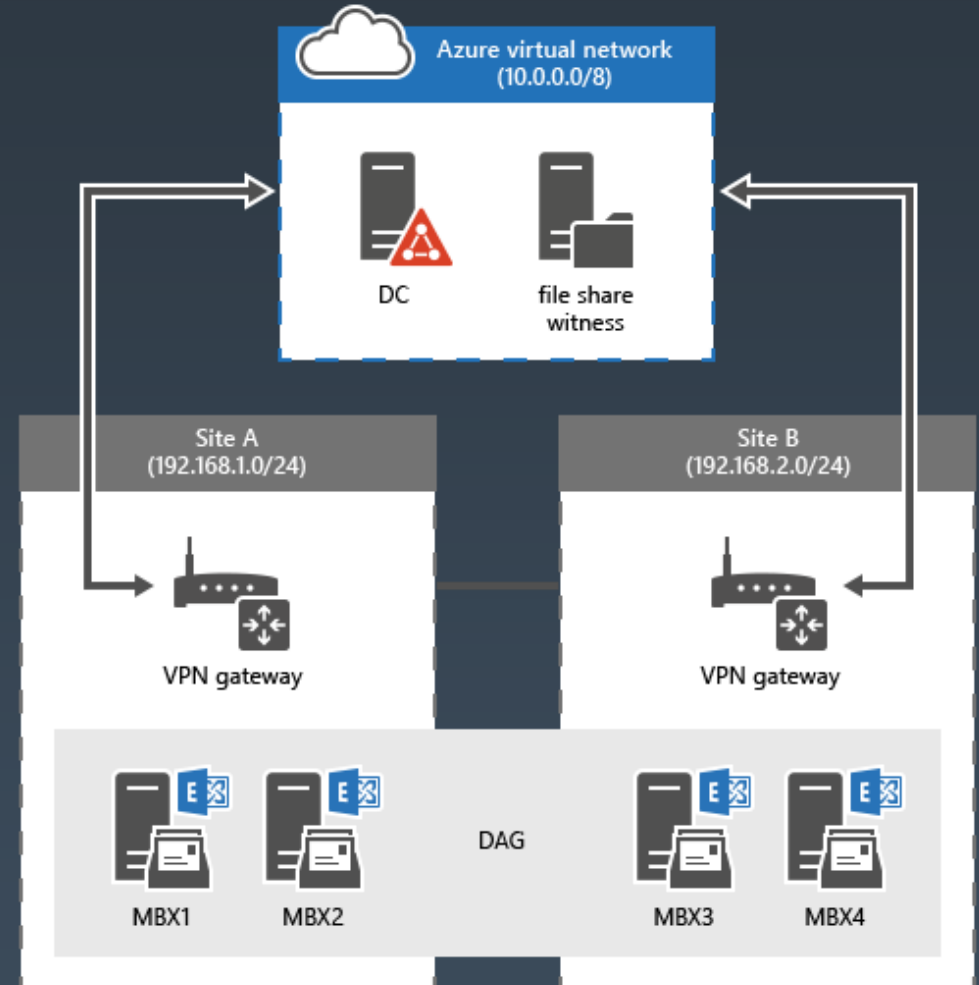 Azure virtual network
(10.0.0.0/8)
DC
file share
witness
Site A
(192.168.1.0/24)
Site B
(192.168.2.0/24)
VPN gateway
VPN gateway
E
E
DAG
E
E
MBX1
MBX2
MBX3
MBX4